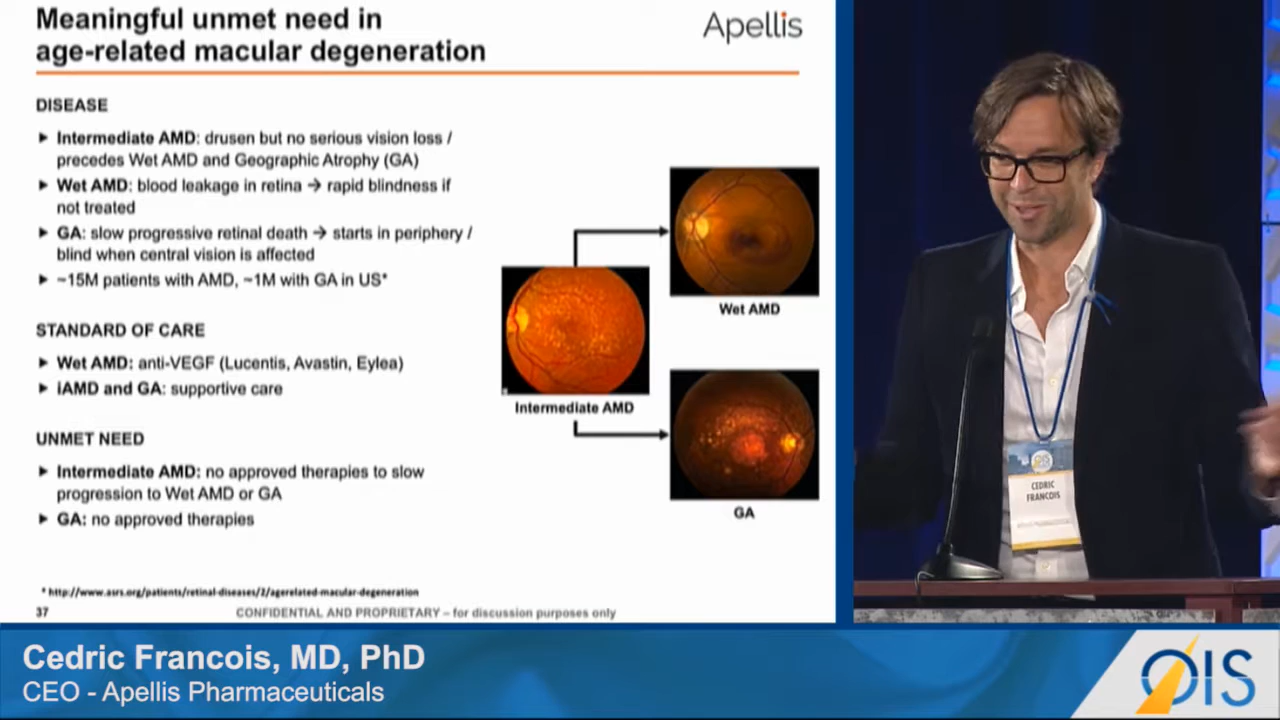 Meaningful unmet need in
age-related macular degeneration
Apellis
DISEASE
Intermediate AMD: drusen but no serious vision loss /
precedes Wet AMD and Geographic Atrophy (GA)
Wet AMD: blood leakage in retina → rapid blindness if
not treated
GA: slow progressive retinal death → starts in periphery /
blind when central vision is affected
~15M patients with AMD, ~1M with GA in US*
STANDARD OF CARE
Wet AMD: anti-VEGF (Lucentis, Avastin, Eylea)
iAMD and GA: supportive care
UNMET NEED
Intermediate AMD: no approved therapies to slow
progression to Wet AMD or GA
GA: no approved therapies
Wet AMD
Intermediate AMD
GA
* http://www.asrs.org/patients/retinal-diseases/2/agerelated-macular-degeneration
37
CONFIDENTIAL AND PROPRIETARY – for discussion purposes only
OIS
CEDRIC
FRANCOIS
Cedric Francois, MD, PhD
CEO - Apellis Pharmaceuticals
OIS